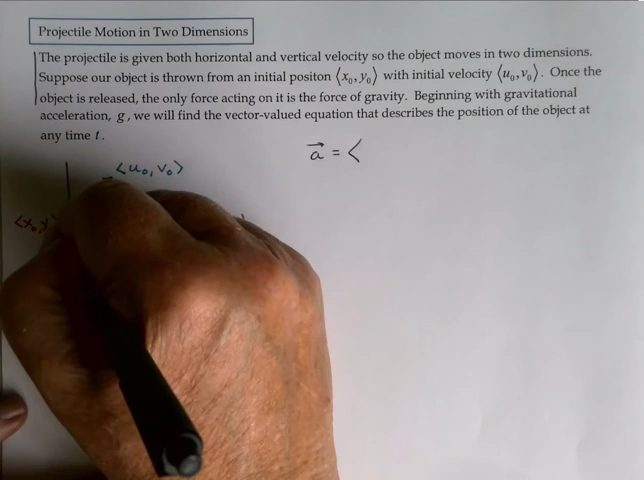 Projectile Motion in Two Dimensions
The projectile is given both horizontal and vertical velocity so the object moves in two dimensions.
Suppose our object is thrown from an initial positon ⟨x₀,y₀⟩ with initial velocity ⟨u₀,v₀⟩. Once the
object is released, the only force acting on it is the force of gravity. Beginning with gravitational
acceleration, g, we will find the vector-valued equation that describes the position of the object at
any time t.
a⃗ = <
<u₀, v₀>